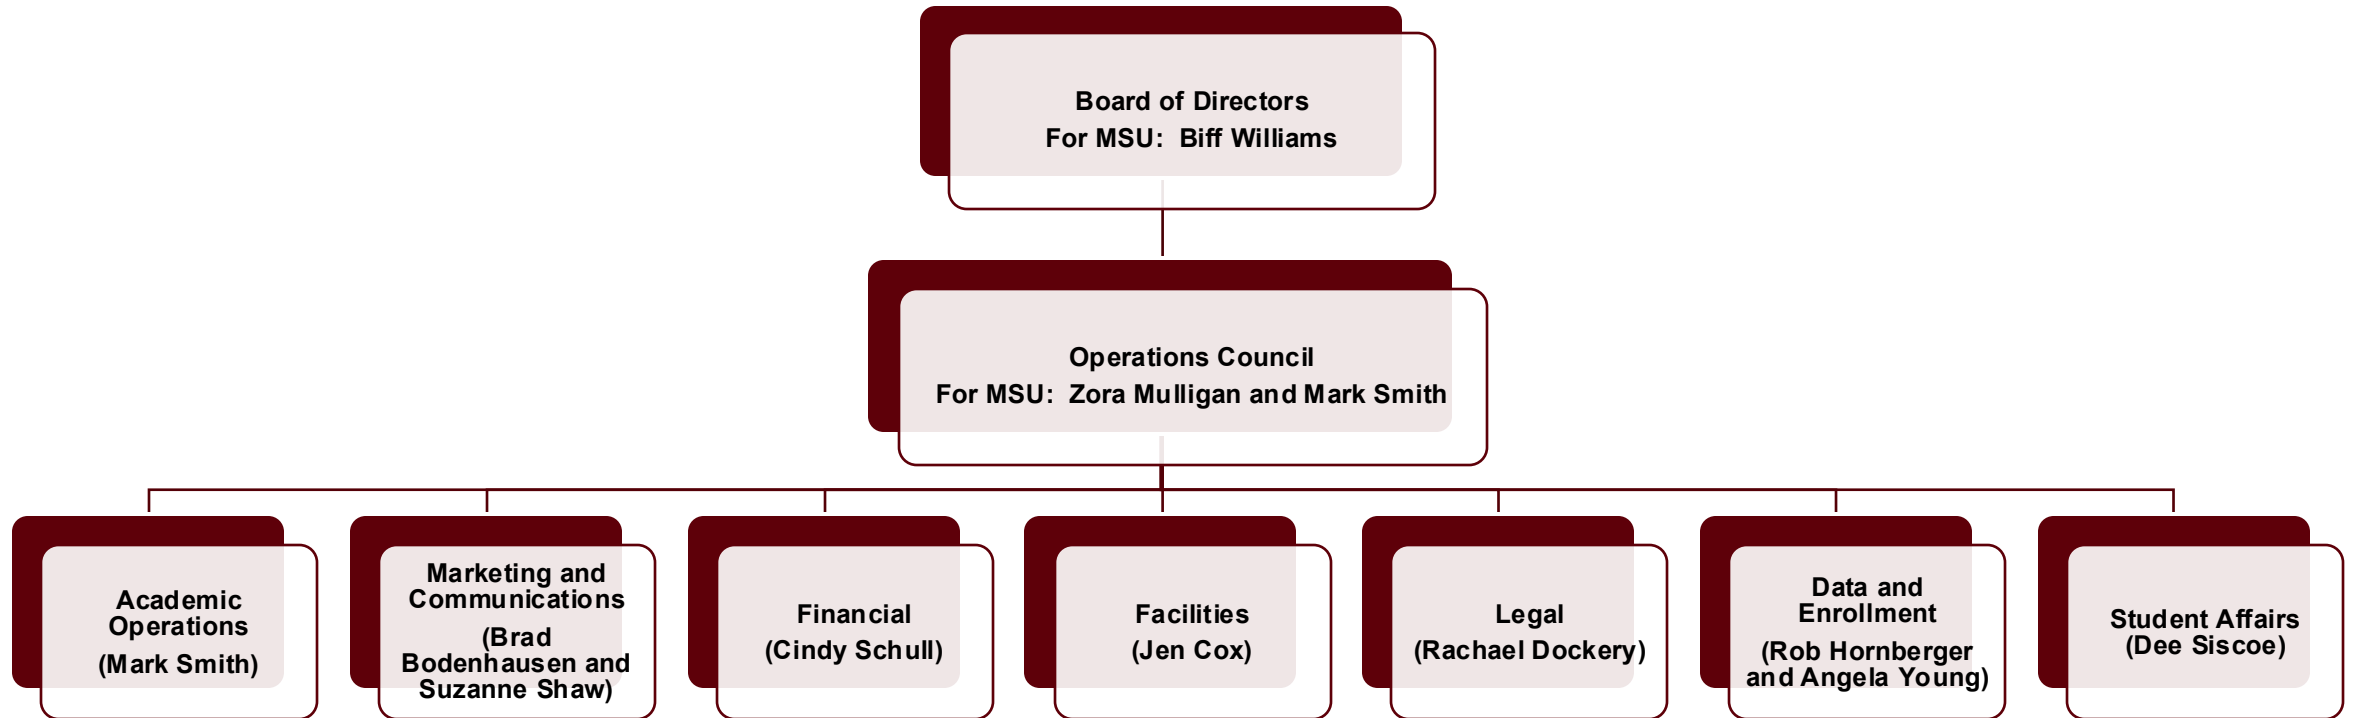 Board of Directors
For MSU:  Biff Williams
Operations Council
For MSU:  Zora Mulligan and Mark Smith
Academic
Operations
(Mark Smith)
Marketing and
Communications
(Brad
Bodenhausen and
Suzanne Shaw)
Financial
(Cindy Schull)
Facilities
(Jen Cox)
Legal
(Rachael Dockery)
Data and
Enrollment
(Rob Hornberger
and Angela Young)
Student Affairs
(Dee Siscoe)